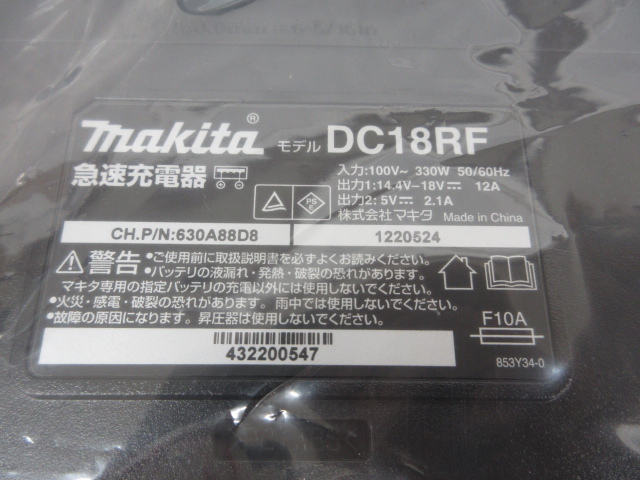 makita® モデル DC18RF
急速充電器
入力:100V~ 330W 50/60Hz
出力1:14.4V-18V⎓ 12A
出力2: 5V⎓ 2.1A
株式会社マキタ Made in China
PS
E
CH.P/N:630A88D8
1220524
警告
●ご使用前に取扱説明書を必ずよくお読みください。
●バッテリの液漏れ・発熱・破裂の恐れがあります。
マキタ専用の指定バッテリの充電以外には使用しないでください。
●火災・感電・破裂の恐れがあります。雨中では使用しないでください。
●故障の原因になります。昇圧器は使用しないでください。
F10A
432200547
853Y34-0